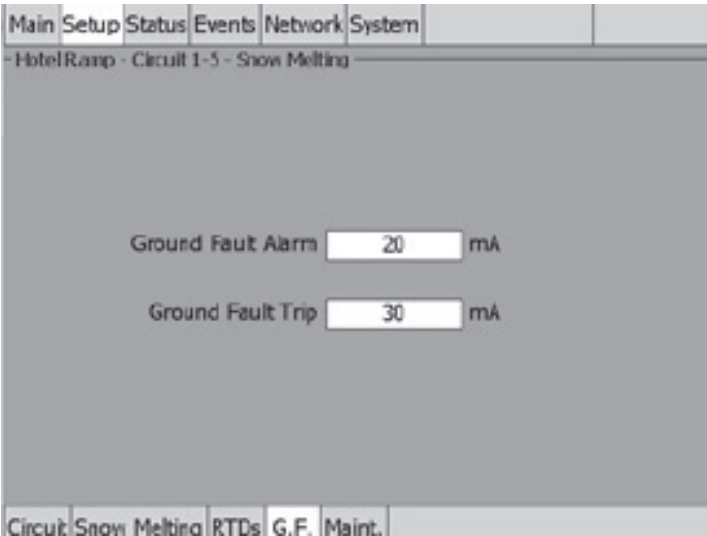 Main Setup Status Events Network System
Hotel Ramp - Circuit 1-5 - Snow Melting
Ground Fault Alarm 20 mA
Ground Fault Trip 30 mA
Circuit Snow Melting RTDs G.F. Maint.